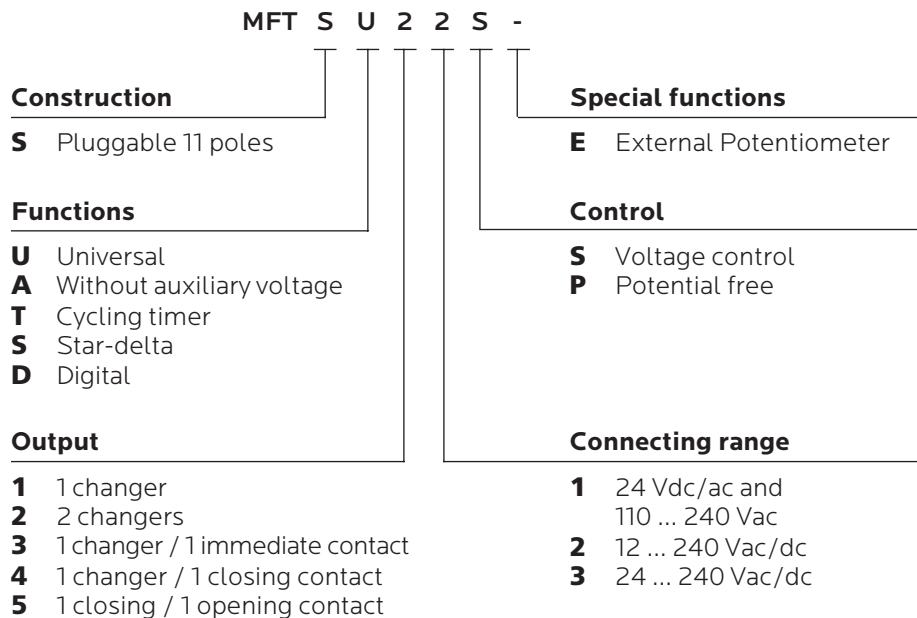 MFT S U 2 2 S -
Construction
S Pluggable 11 poles
Functions
U Universal
A Without auxiliary voltage
T Cycling timer
S Star-delta
D Digital
Output
1 1 changer
2 2 changers
3 1 changer / 1 immediate contact
4 1 changer / 1 closing contact
5 1 closing / 1 opening contact
Special functions
E External Potentiometer
Control
S Voltage control
P Potential free
Connecting range
1 24 Vdc/ac and
110 ... 240 Vac
2 12 ... 240 Vac/dc
3 24 ... 240 Vac/dc